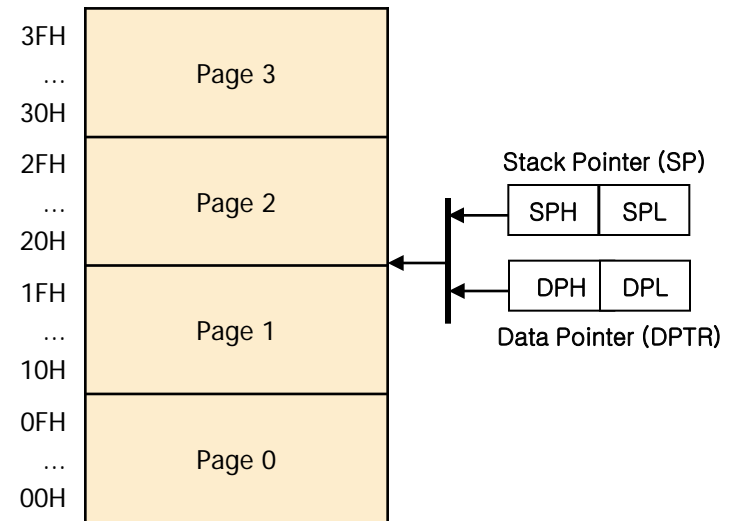 3FH
...
30H
Page 3
2FH
...
20H
Page 2
1FH
...
10H
Page 1
0FH
...
00H
Page 0
Stack Pointer (SP)
SPH SPL
DPH DPL
Data Pointer (DPTR)